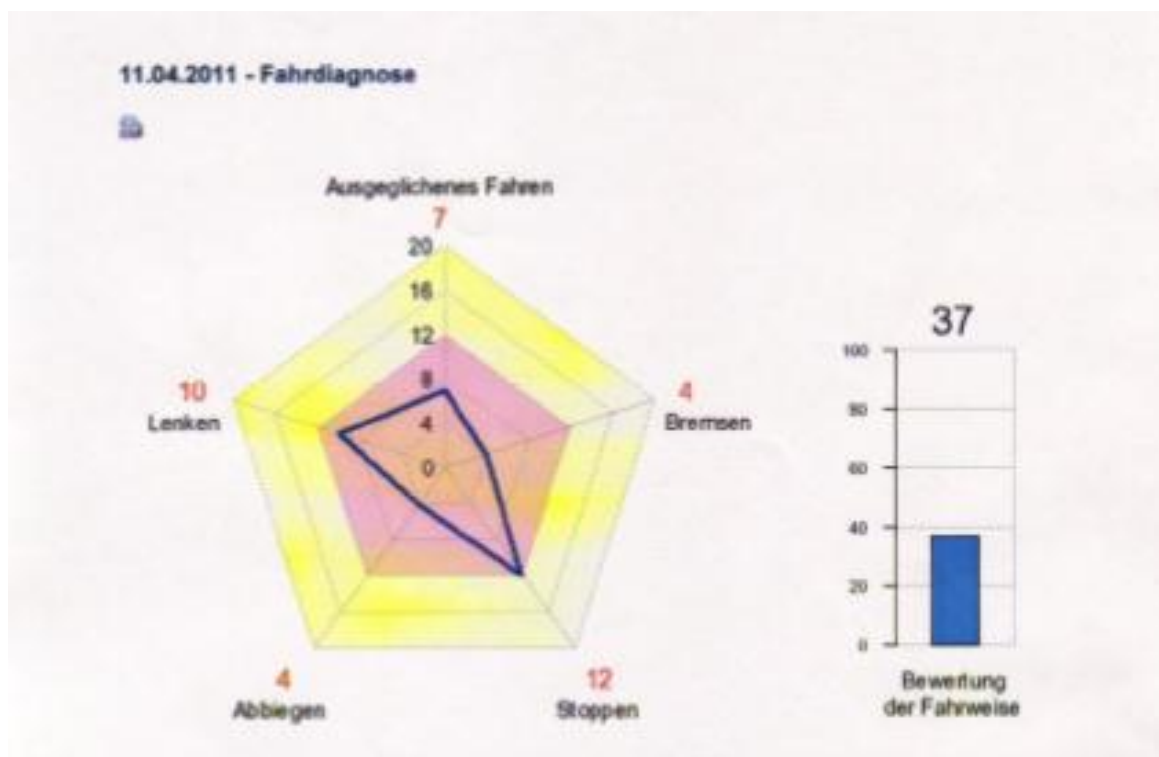 11.04.2011 - Fahrdiagnose
Ausgeglichenes Fahren
7
20
16
12
8
4
0
10
Lenken
4
Bremsen
4
Abbiegen
12
Stoppen
37
100
80
60
40
20
0
Bewertung
der Fahrweise